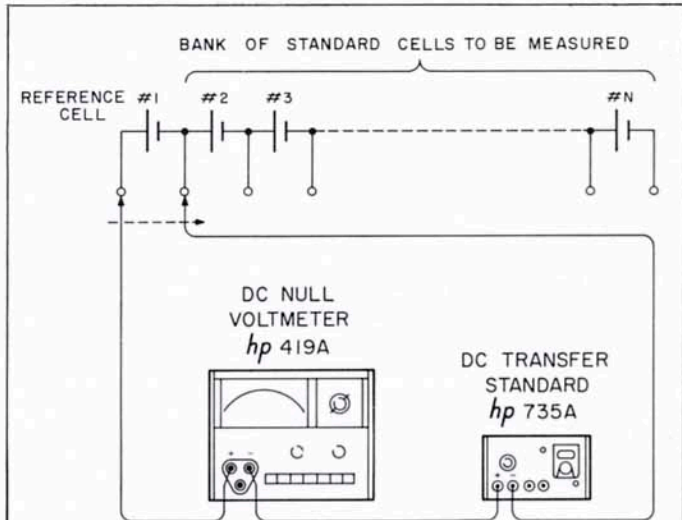 BANK OF STANDARD CELLS TO BE MEASURED
REFERENCE CELL
#1 #2 #3 #N
DC NULL
VOLTMETER
hp 419A
DC TRANSFER
STANDARD
hp 735A
+ -
+ -